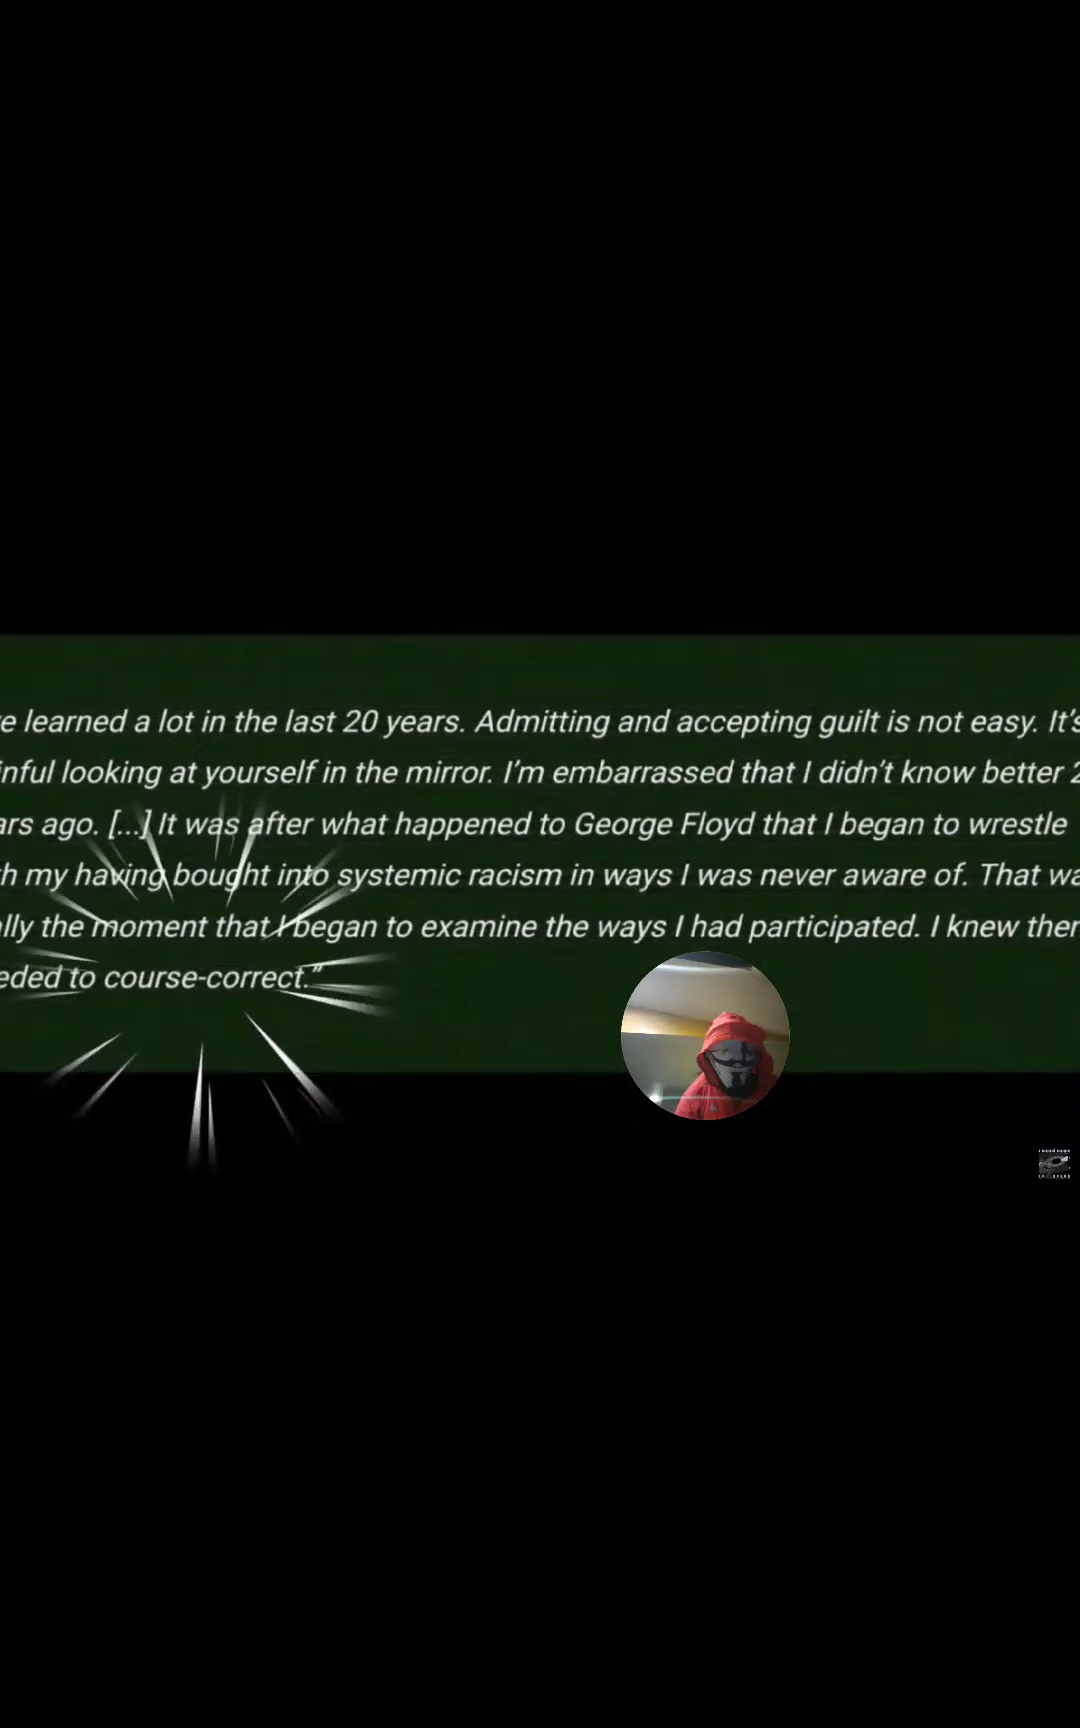 e learned a lot in the last 20 years. Admitting and accepting guilt is not easy. It's
inful looking at yourself in the mirror. I'm embarrassed that I didn't know better 2
ars ago. [...] It was after what happened to George Floyd that I began to wrestle
h my having bought into systemic racism in ways I was never aware of. That wa
lly the moment that I began to examine the ways I had participated. I knew then
eded to course-correct."